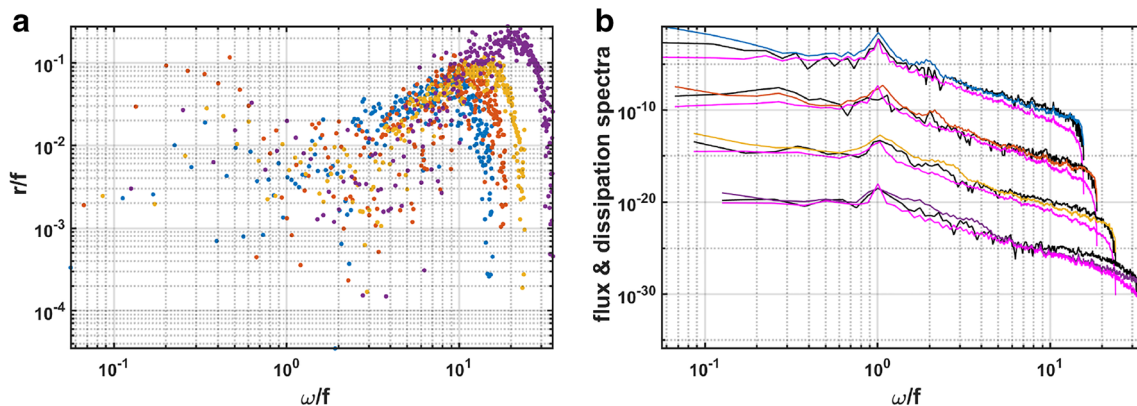 a
r/f
10⁻¹
10⁻²
10⁻³
10⁻⁴
10⁻¹
10⁰
10¹
ω/f
b
flux & dissipation spectra
10⁻¹⁰
10⁻²⁰
10⁻³⁰
10⁻¹
10⁰
10¹
ω/f